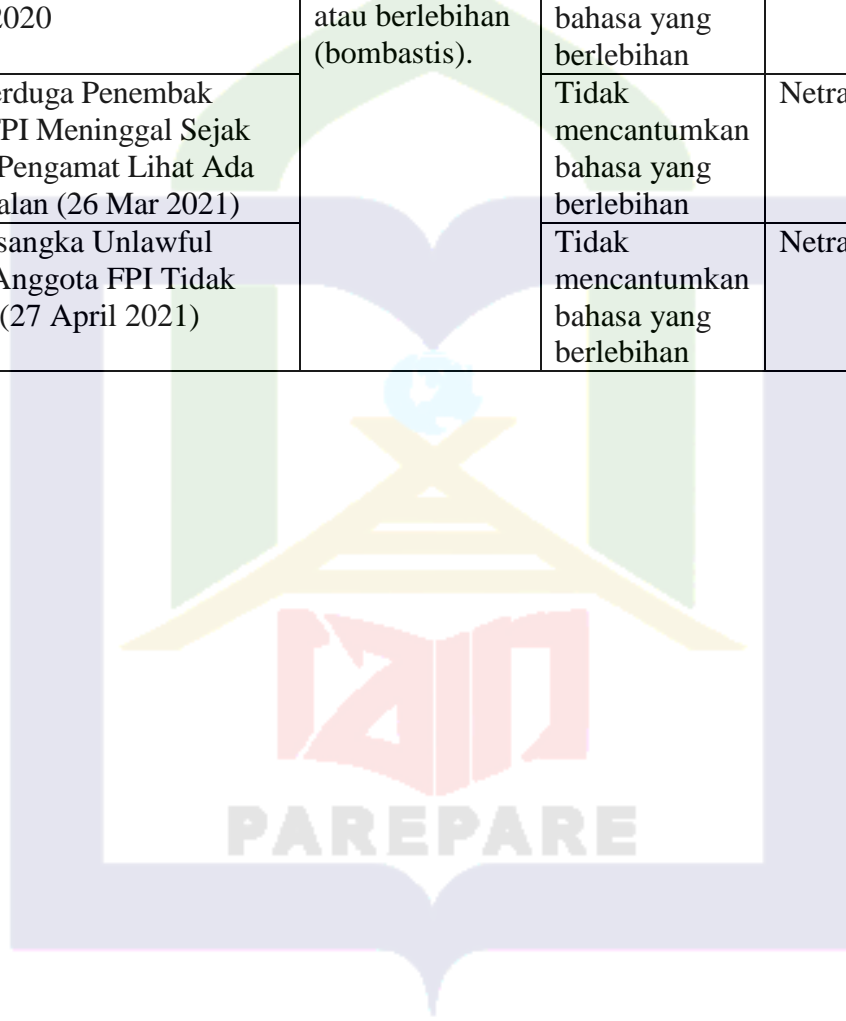 2020
atau berlebihan
(bombastis).
bahasa yang
berlebihan
erduga Penembak
FPI Meninggal Sejak
Pengamat Lihat Ada
alan (26 Mar 2021)
Tidak
mencantumkan
bahasa yang
berlebihan
Netra
sangka Unlawful
Anggota FPI Tidak
(27 April 2021)
Tidak
mencantumkan
bahasa yang
berlebihan
Netra
iain
PAREPARE